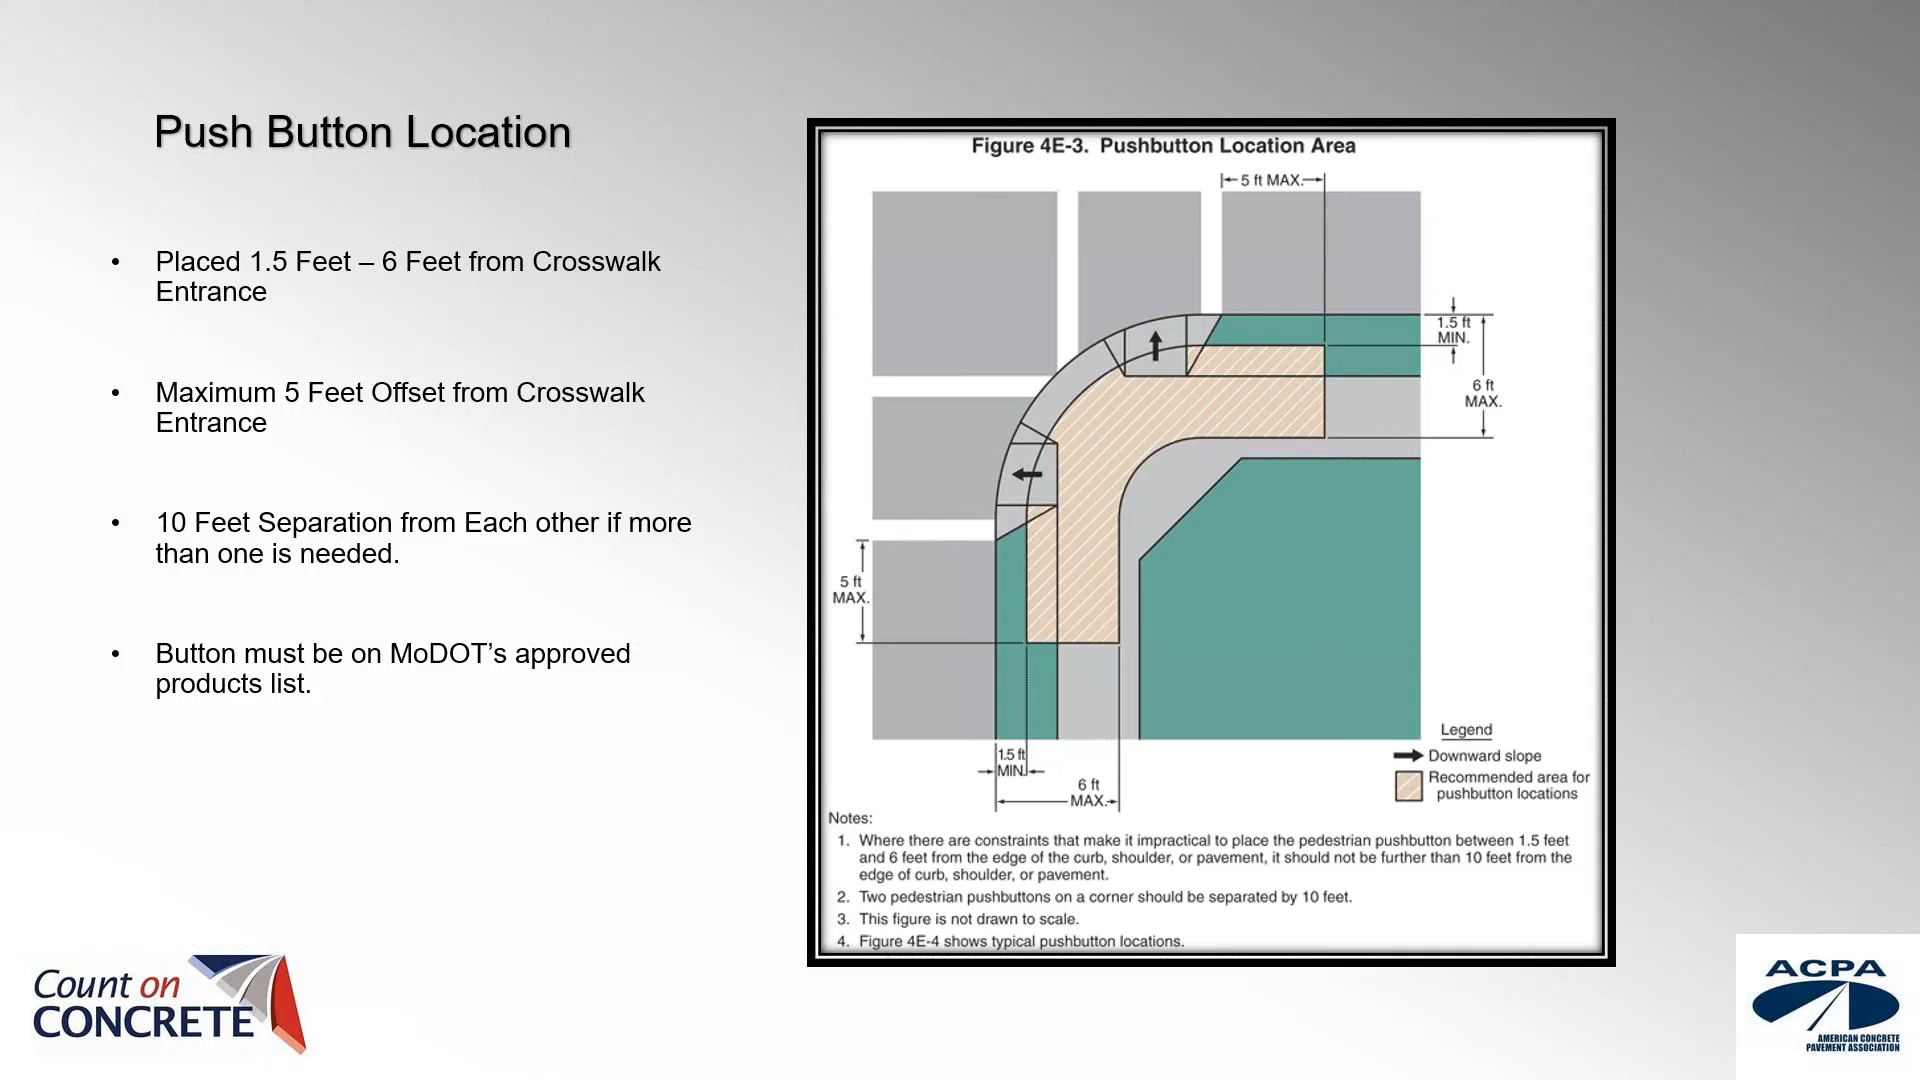 Push Button Location
• Placed 1.5 Feet – 6 Feet from Crosswalk
Entrance
• Maximum 5 Feet Offset from Crosswalk
Entrance
• 10 Feet Separation from Each other if more
than one is needed.
• Button must be on MoDOT’s approved
products list.
Figure 4E-3. Pushbutton Location Area
5 ft MAX.
1.5 ft
MIN.
6 ft
MAX.
5 ft
MAX.
1.5 ft
MIN.
6 ft
MAX.
Legend
Downward slope
Recommended area for
pushbutton locations
Notes:
1. Where there are constraints that make it impractical to place the pedestrian pushbutton between 1.5 feet
and 6 feet from the edge of the curb, shoulder, or pavement, it should not be further than 10 feet from the
edge of curb, shoulder, or pavement.
2. Two pedestrian pushbuttons on a corner should be separated by 10 feet.
3. This figure is not drawn to scale.
4. Figure 4E-4 shows typical pushbutton locations.
Count on
CONCRETE
ACPA
AMERICAN CONCRETE
PAVEMENT ASSOCIATION